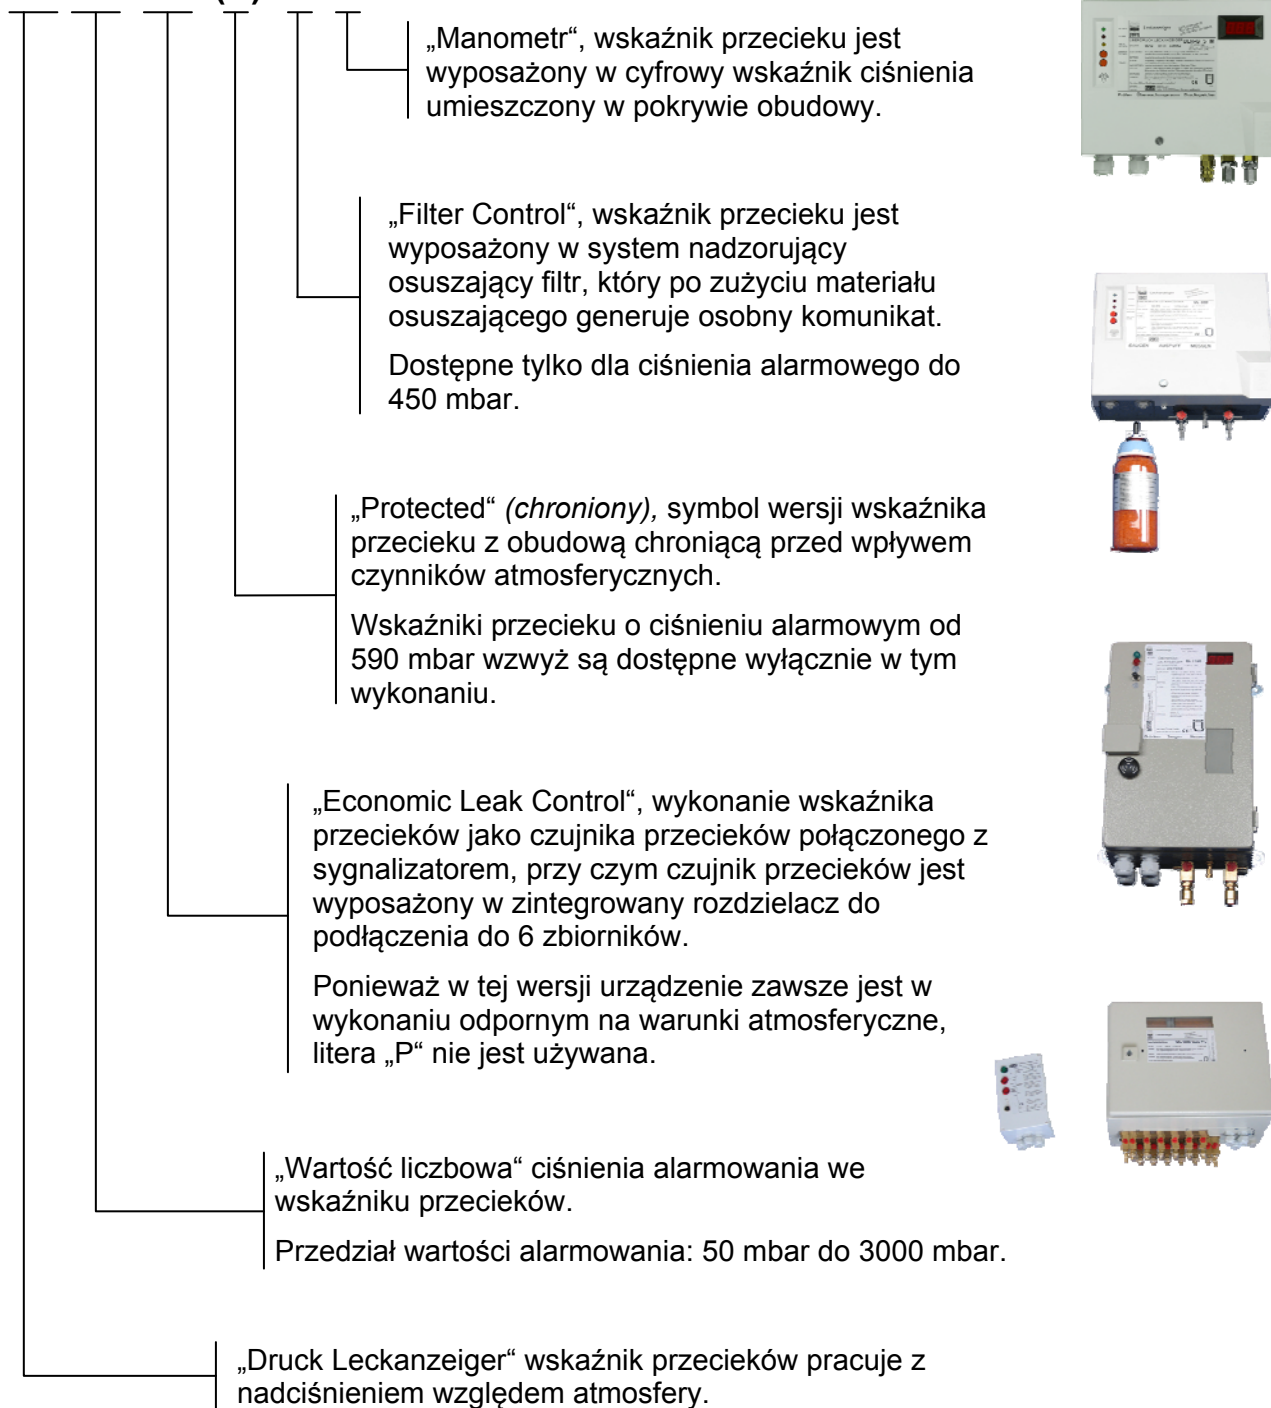 „Manometr“, wskaźnik przecieku jest
wyposażony w cyfrowy wskaźnik ciśnienia
umieszczony w pokrywie obudowy.
„Filter Control“, wskaźnik przecieku jest
wyposażony w system nadzorujący
osuszający filtr, który po zużyciu materiału
osuszającego generuje osobny komunikat.
Dostępne tylko dla ciśnienia alarmowego do
450 mbar.
„Protected“ (chroniony), symbol wersji wskaźnika
przecieku z obudową chroniącą przed wpływem
czynników atmosferycznych.
Wskaźniki przecieku o ciśnieniu alarmowym od
590 mbar wzwyż są dostępne wyłącznie w tym
wykonaniu.
„Economic Leak Control“, wykonanie wskaźnika
przecieków jako czujnika przecieków połączonego z
sygnalizatorem, przy czym czujnik przecieków jest
wyposażony w zintegrowany rozdzielacz do
podłączenia do 6 zbiorników.
Ponieważ w tej wersji urządzenie zawsze jest w
wykonaniu odpornym na warunki atmosferyczne,
litera „P“ nie jest używana.
„Wartość liczbowa“ ciśnienia alarmowania we
wskaźniku przecieków.
Przedział wartości alarmowania: 50 mbar do 3000 mbar.
„Druck Leckanzeiger“ wskaźnik przecieków pracuje z
nadciśnieniem względem atmosfery.